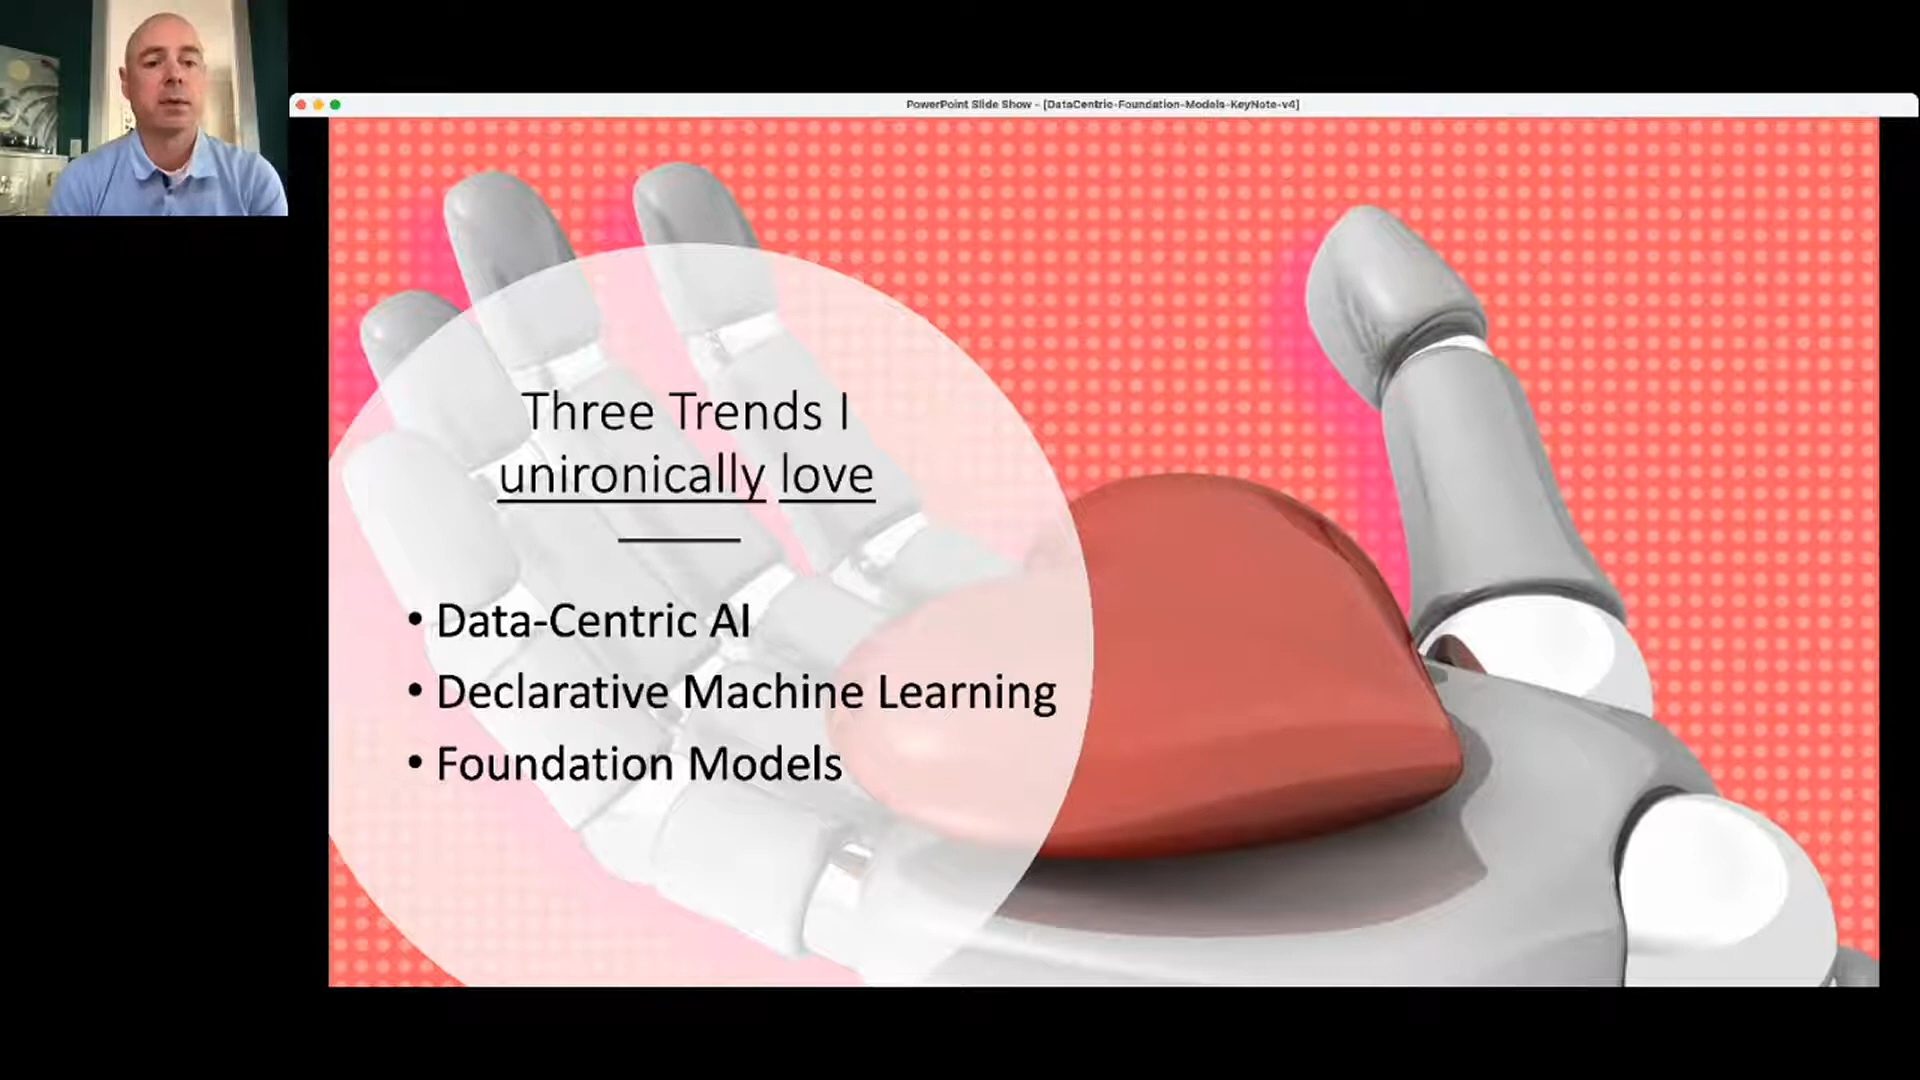 PowerPoint Slide Show - [DataCentric-Foundation-Models-KeyNote-v4]
Three Trends I
unironically love
• Data-Centric AI
• Declarative Machine Learning
• Foundation Models